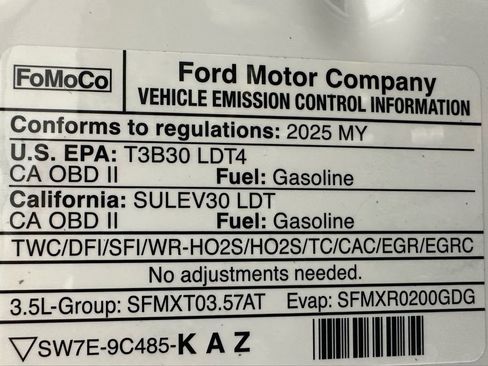 FoMoCo
Ford Motor Company
VEHICLE EMISSION CONTROL INFORMATION
Conforms to regulations: 2025 MY
U.S. EPA: T3B30 LDT4
CA OBD II Fuel: Gasoline
California: SULEV30 LDT
CA OBD II Fuel: Gasoline
TWC/DFI/SFI/WR-HO2S/HO2S/TC/CAC/EGR/EGRC
No adjustments needed.
3.5L-Group: SFMXT03.57AT Evap: SFMXR0200GDG
SW7E-9C485-K A Z